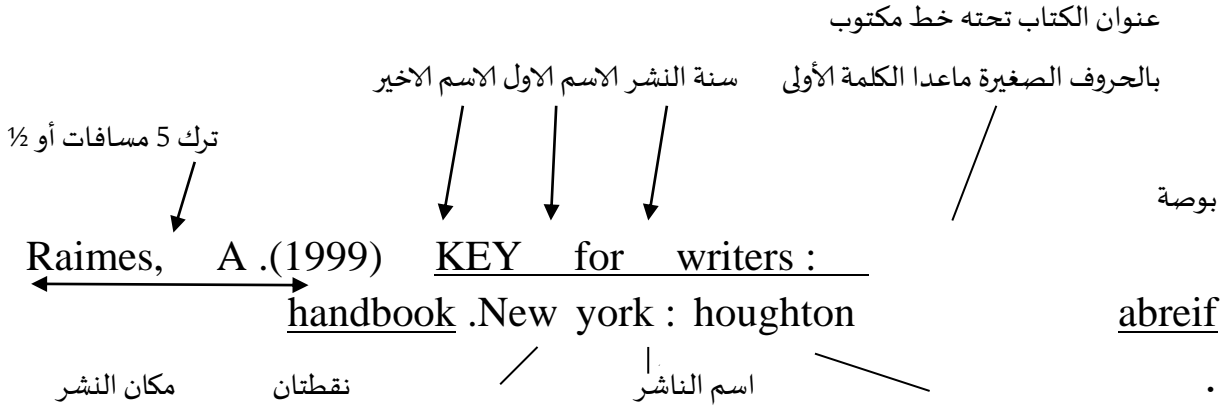 عنوان الكتاب تحته خط مكتوب
بالحروف الصغيرة ماعدا الكلمة الأولى سنة النشر الاسم الاول الاسم الاخير
ترك 5 مسافات أو ½
بوصة
Raimes, A .(1999) KEY for writers :
handbook .New york : houghton abreif
مكان النشر نقطتان اسم الناشر .